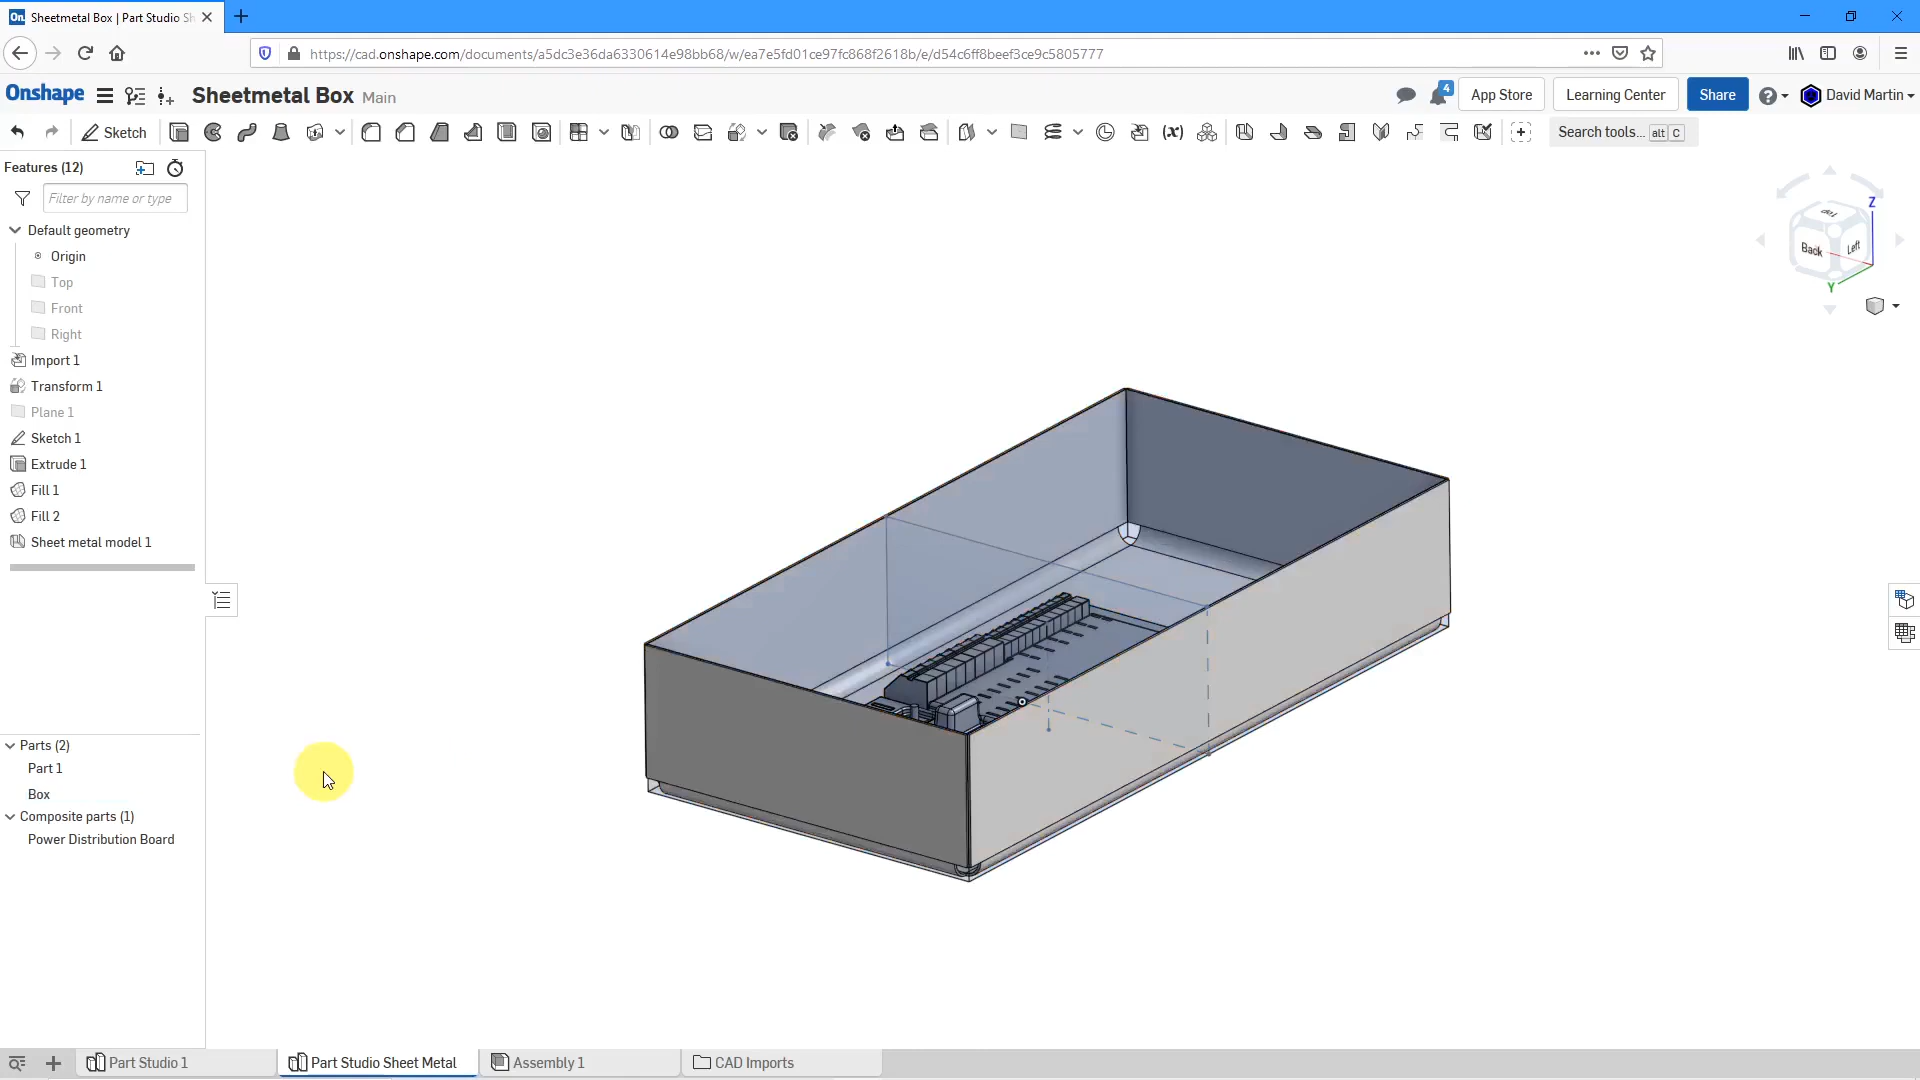 Sheetmetal Box | Part Studio Sh
https://cad.onshape.com/documents/a5dc3e36da6330614e98bb68/w/ea7e5fd01ce97fc868f2618b/e/d54c6ff8beef3ce9c5805777
Onshape
Sheetmetal Box Main
4
App Store
Learning Center
Share
David Martin
Sketch
(x)
Search tools... alt C
Features (12)
Filter by name or type
Default geometry
Origin
Top
Front
Right
Import 1
Transform 1
Plane 1
Sketch 1
Extrude 1
Fill 1
Fill 2
Sheet metal model 1
Parts (2)
Part 1
Box
Composite parts (1)
Power Distribution Board
Top
Back
Left
Z
Y
Part Studio 1
Part Studio Sheet Metal
Assembly 1
CAD Imports